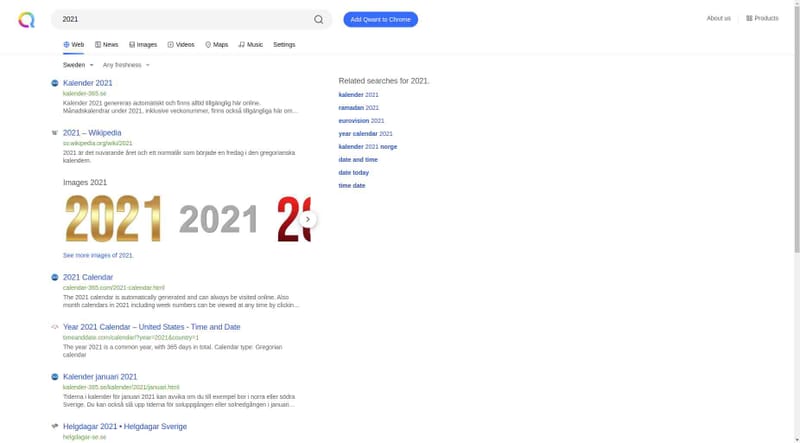 2021
Add Qwant to Chrome
About us
Products
Web
News
Images
Videos
Maps
Music
Settings
Sweden
Any freshness
Kalender 2021
kalender-365.se
Kalender 2021 genereras automatiskt och finns alltid tillgänglig här online.
Månadskalendrar under 2021, inklusive veckonummer, finns också tillgängliga här om…
2021 – Wikipedia
sv.wikipedia.org/wiki/2021
2021 är det nuvarande året och ett normalår som började en fredag i den gregorianska
kalendern.
Images 2021
2021
2021
See more images of 2021.
2021 Calendar
calendar-365.com/2021-calendar.html
The 2021 calendar is automatically generated and can always be visited online. Also
month calendars in 2021 including week numbers can be viewed at any time by clickin…
Year 2021 Calendar – United States - Time and Date
timeanddate.com/calendar/?year=2021&country=1
The year 2021 is a common year, with 365 days in total. Calendar type: Gregorian
calendar
Kalender januari 2021
kalender-365.se/kalender/2021/januari.html
Tiderna i kalender för januari 2021 kan avvika om du till exempel bor i norra eller södra
Sverige. Du kan också slå upp tiderna för soluppgången eller solnedgången i januari…
Helgdagar 2021 • Helgdagar Sverige
helgdagar-se.se
Related searches for 2021.
kalender 2021
ramadan 2021
eurovision 2021
year calendar 2021
kalender 2021 norge
date and time
date today
time date